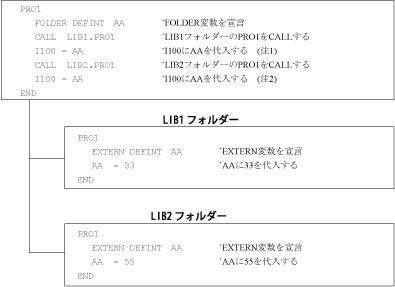 PRO1
FOLDER DEFINT AA 'FOLDER変数を宣言
CALL LIB1.PRO1 'LIB1フォルダーのPRO1をCALLする
I100 = AA 'I100にAAを代入する (注1)
CALL LIB2.PRO1 'LIB2フォルダーのPRO1をCALLする
I100 = AA 'I100にAAを代入する (注2)
END
LIB1フォルダー
PRO1
EXTERN DEFINT AA 'EXTERN変数を宣言
AA = 33 'AAに33を代入する
END
LIB2フォルダー
PRO1
EXTERN DEFINT AA 'EXTERN変数を宣言
AA = 55 'AAに55を代入する
END